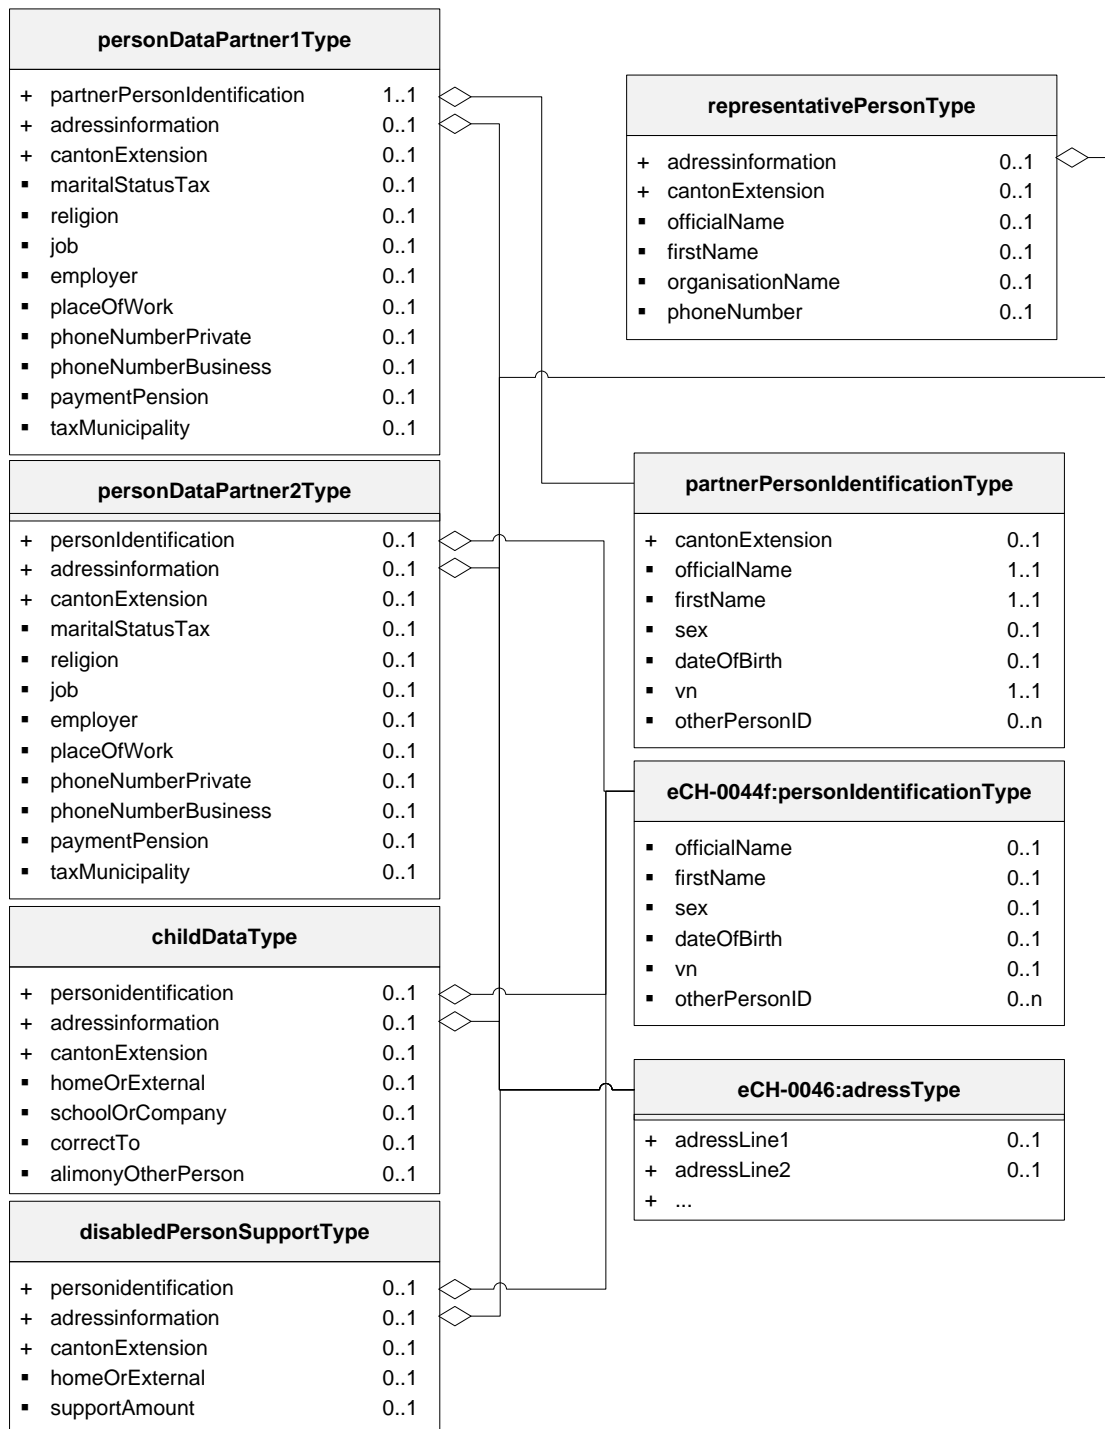 personDataPartner1Type
+ partnerPersonIdentification 1..1
+ adressinformation 0..1
+ cantonExtension 0..1
▪ maritalStatusTax 0..1
▪ religion 0..1
▪ job 0..1
▪ employer 0..1
▪ placeOfWork 0..1
▪ phoneNumberPrivate 0..1
▪ phoneNumberBusiness 0..1
▪ paymentPension 0..1
▪ taxMunicipality 0..1
personDataPartner2Type
+ personIdentification 0..1
+ adressinformation 0..1
+ cantonExtension 0..1
▪ maritalStatusTax 0..1
▪ religion 0..1
▪ job 0..1
▪ employer 0..1
▪ placeOfWork 0..1
▪ phoneNumberPrivate 0..1
▪ phoneNumberBusiness 0..1
▪ paymentPension 0..1
▪ taxMunicipality 0..1
childDataType
+ personidentification 0..1
+ adressinformation 0..1
+ cantonExtension 0..1
▪ homeOrExternal 0..1
▪ schoolOrCompany 0..1
▪ correctTo 0..1
▪ alimonyOtherPerson 0..1
disabledPersonSupportType
+ personidentification 0..1
+ adressinformation 0..1
+ cantonExtension 0..1
▪ homeOrExternal 0..1
▪ supportAmount 0..1
representativePersonType
+ adressinformation 0..1
+ cantonExtension 0..1
▪ officialName 0..1
▪ firstName 0..1
▪ organisationName 0..1
▪ phoneNumber 0..1
partnerPersonIdentificationType
+ cantonExtension 0..1
▪ officialName 1..1
▪ firstName 1..1
▪ sex 0..1
▪ dateOfBirth 0..1
▪ vn 1..1
▪ otherPersonID 0..n
eCH-0044f:personIdentificationType
▪ officialName 0..1
▪ firstName 0..1
▪ sex 0..1
▪ dateOfBirth 0..1
▪ vn 0..1
▪ otherPersonID 0..n
eCH-0046:adressType
+ adressLine1 0..1
+ adressLine2 0..1
+ ...